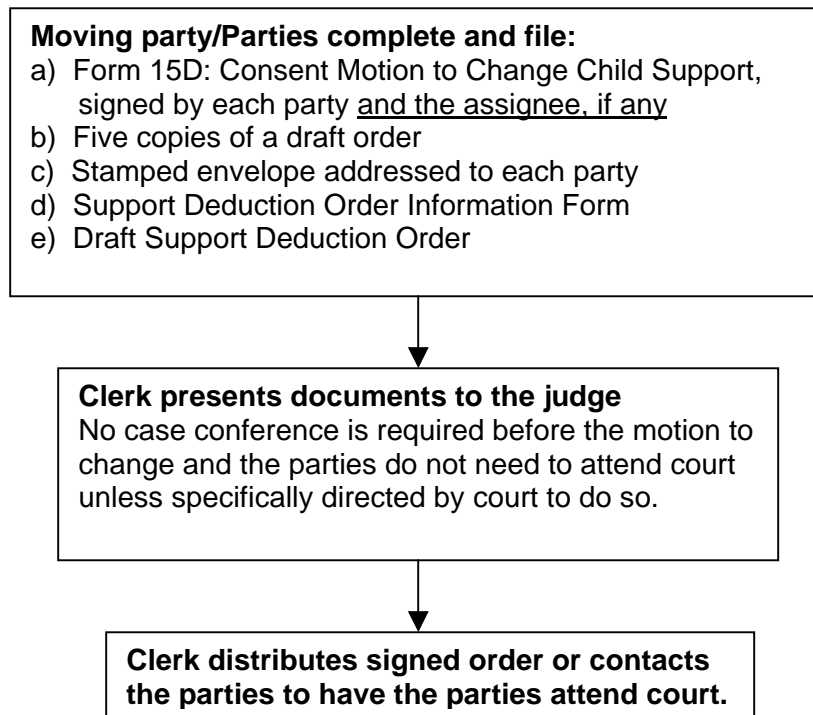 Moving party/Parties complete and file:
a) Form 15D: Consent Motion to Change Child Support,
signed by each party and the assignee, if any
b) Five copies of a draft order
c) Stamped envelope addressed to each party
d) Support Deduction Order Information Form
e) Draft Support Deduction Order
Clerk presents documents to the judge
No case conference is required before the motion to
change and the parties do not need to attend court
unless specifically directed by court to do so.
Clerk distributes signed order or contacts
the parties to have the parties attend court.